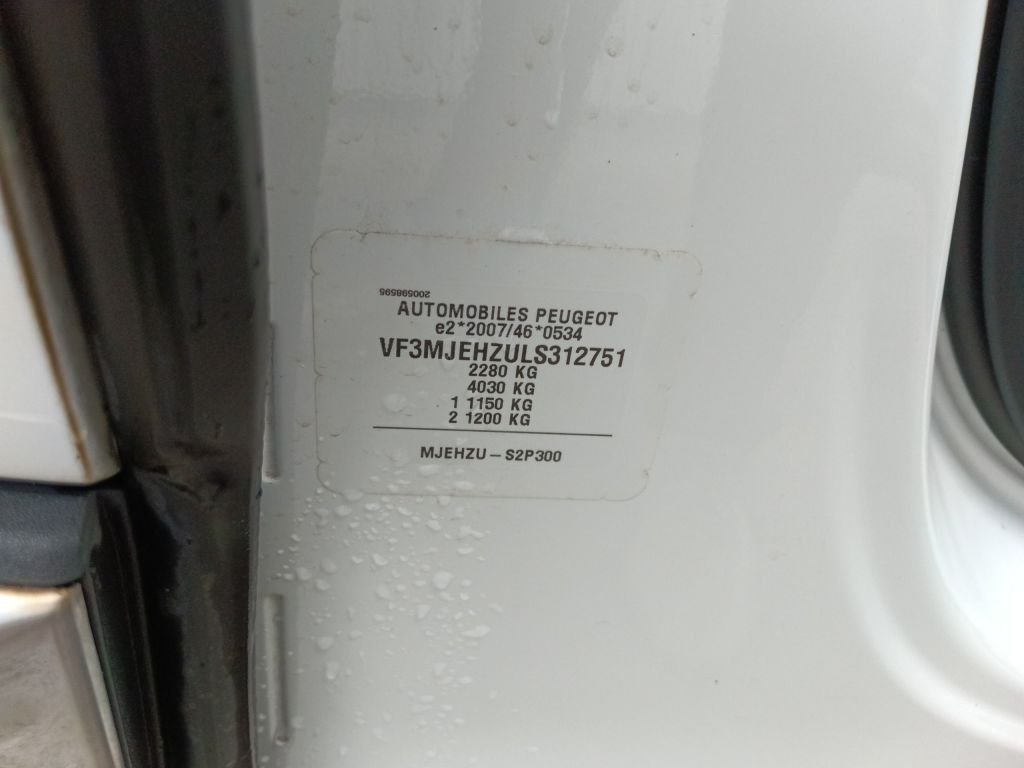 200598595
AUTOMOBILES PEUGEOT
e2*2007/46*0534
VF3MJEHZULS312751
2280 KG
4030 KG
1 1150 KG
2 1200 KG
MJEHZU – S2P300